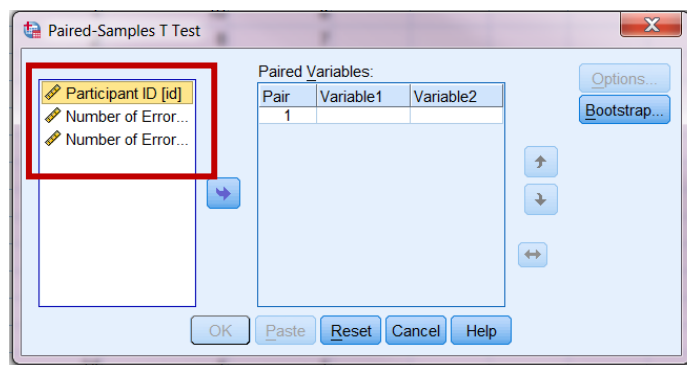 Paired-Samples T Test
X
Paired Variables:
Participant ID [id]
Number of Error...
Number of Error...
Pair Variable1 Variable2
1
Options...
Bootstrap...
OK Paste Reset Cancel Help